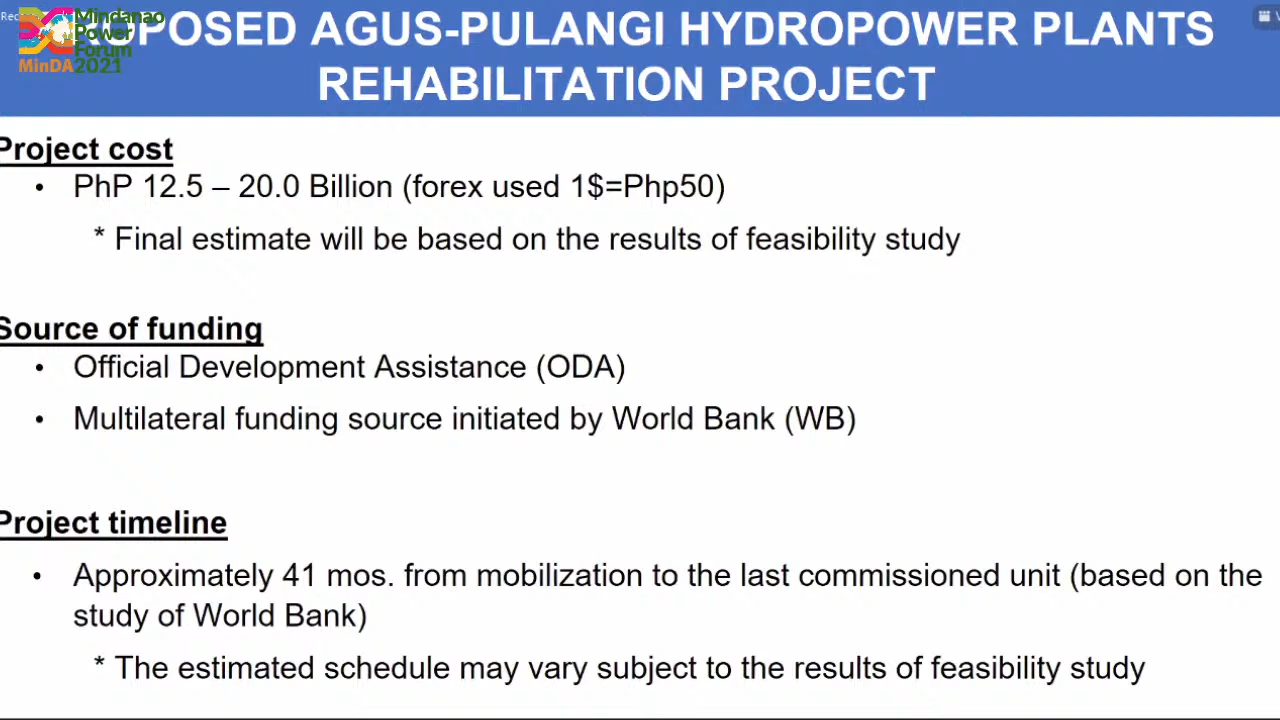 Rec
Mindanao
Power
Forum
MinDA2021
POSED AGUS-PULANGI HYDROPOWER PLANTS
REHABILITATION PROJECT
Project cost
• PhP 12.5 – 20.0 Billion (forex used 1$=Php50)
* Final estimate will be based on the results of feasibility study
Source of funding
• Official Development Assistance (ODA)
• Multilateral funding source initiated by World Bank (WB)
Project timeline
• Approximately 41 mos. from mobilization to the last commissioned unit (based on the
study of World Bank)
* The estimated schedule may vary subject to the results of feasibility study